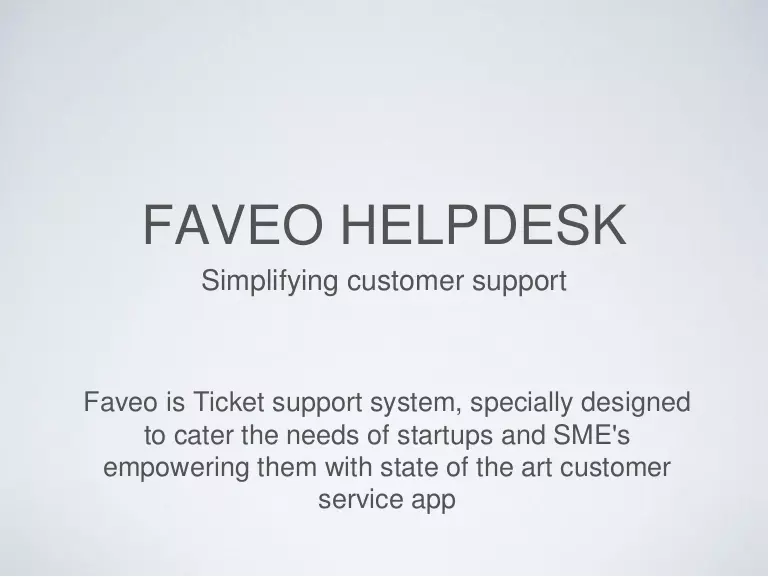 FAVEO HELPDESK
Simplifying customer support
Faveo is Ticket support system, specially designed
to cater the needs of startups and SME's
empowering them with state of the art customer
service app